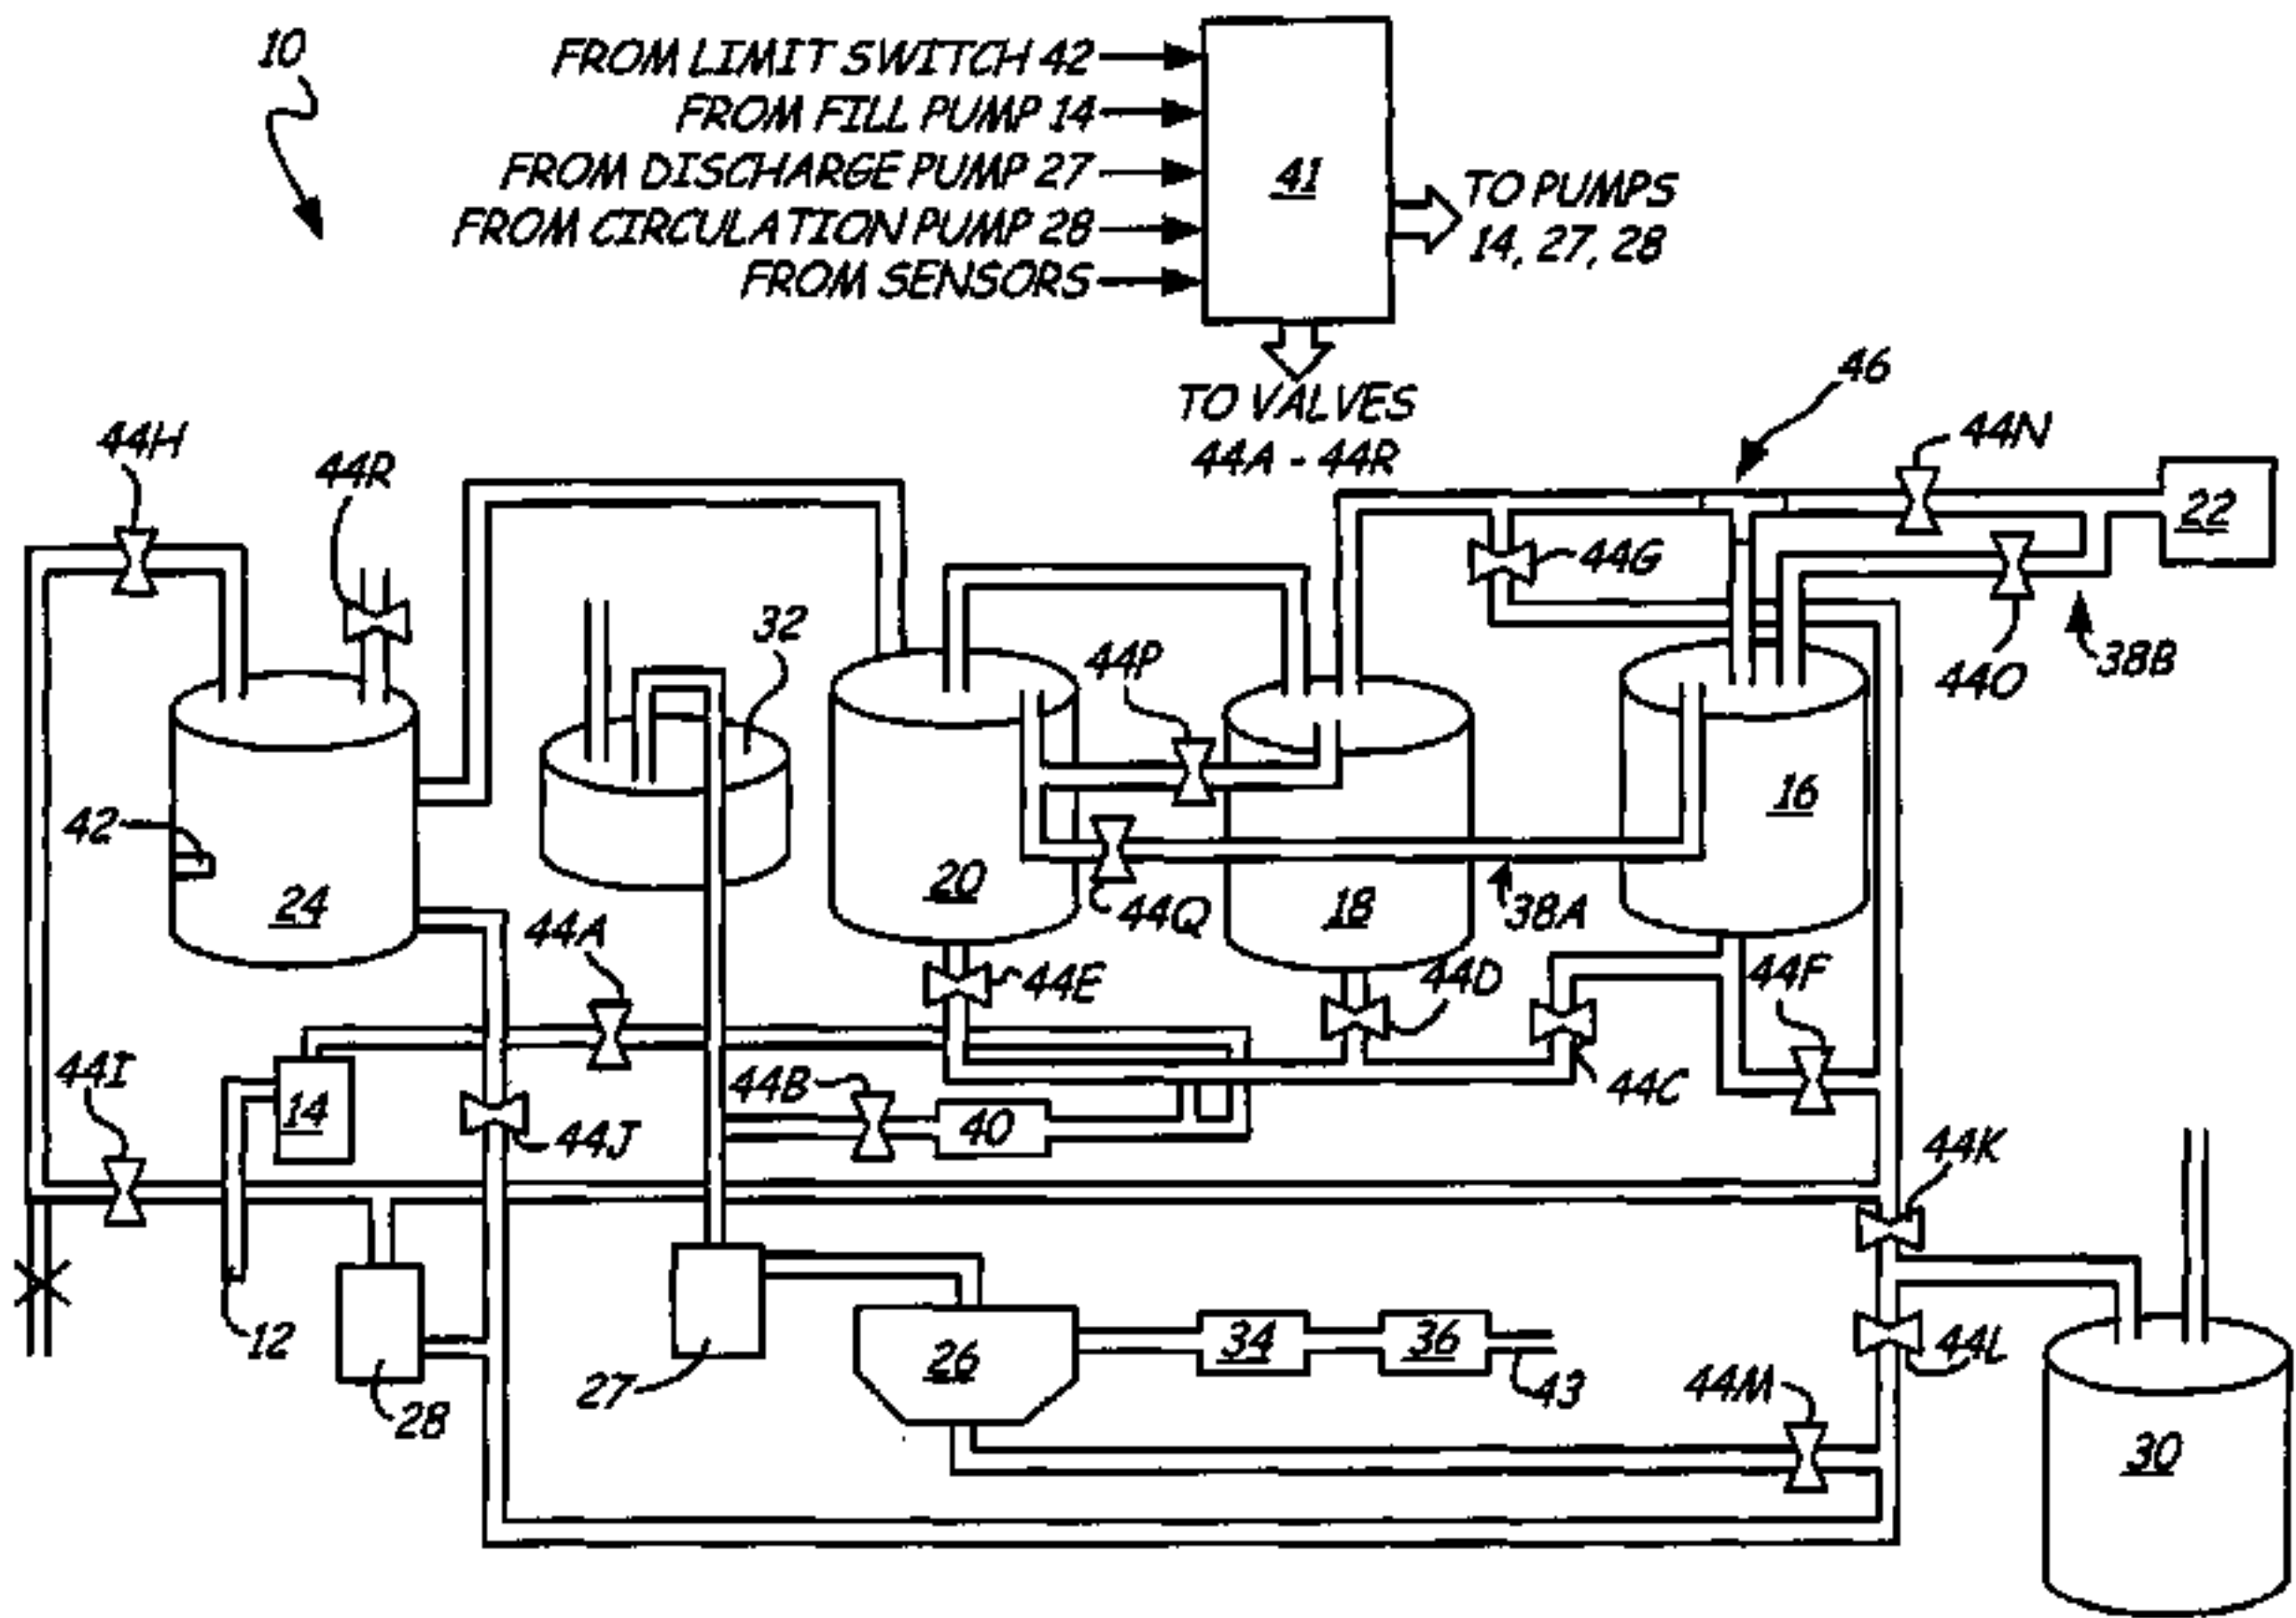 10
FROM LIMIT SWITCH 42
FROM FILL PUMP 14
FROM DISCHARGE PUMP 27
FROM CIRCULATION PUMP 28
FROM SENSORS
41
TO PUMPS
14, 27, 28
TO VALVES
44A - 44R
46
44H
44R
44N
22
44G
32
44P
44O
38B
16
42
24
20
44Q
18
38A
44A
44E
44D
44F
44I
14
44J
44B
40
44C
44K
12
28
27
26
34
36
43
44L
44M
30